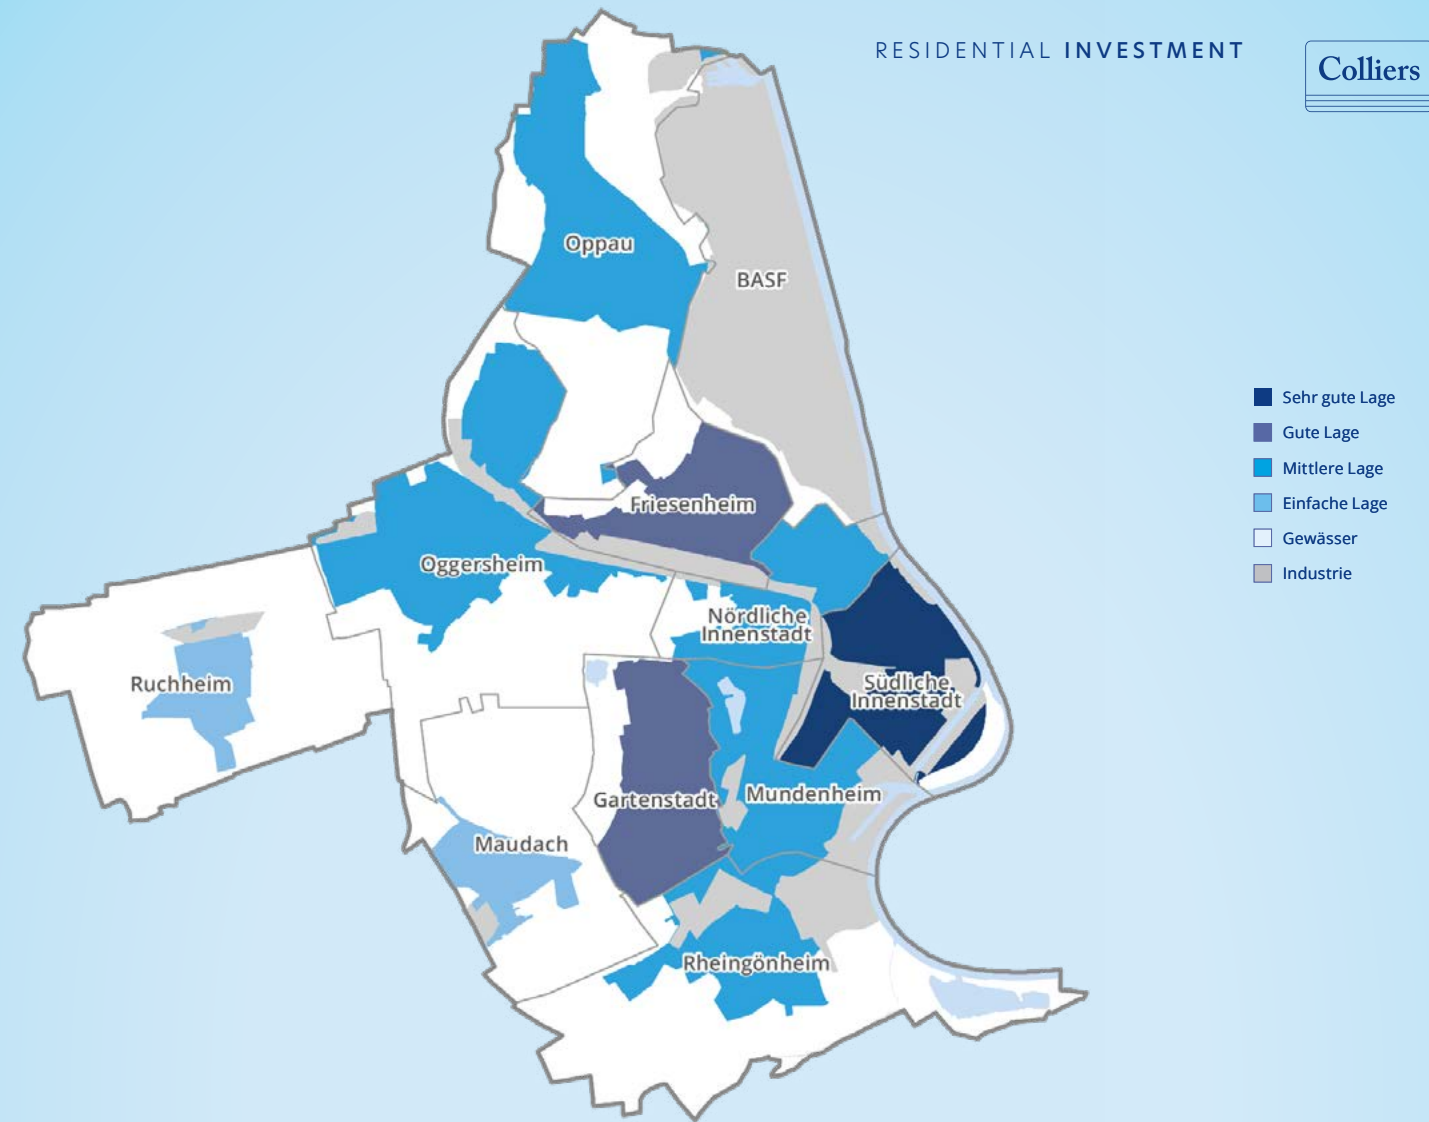 RESIDENTIAL INVESTMENT
Colliers
Oppau
BASF
Sehr gute Lage
Gute Lage
Mittlere Lage
Einfache Lage
Gewässer
Industrie
Friesenheim
Oggersheim
Nördliche
Innenstadt
Ruchheim
Südliche
Innenstadt
Gartenstadt
Mundenheim
Maudach
Rheingönheim